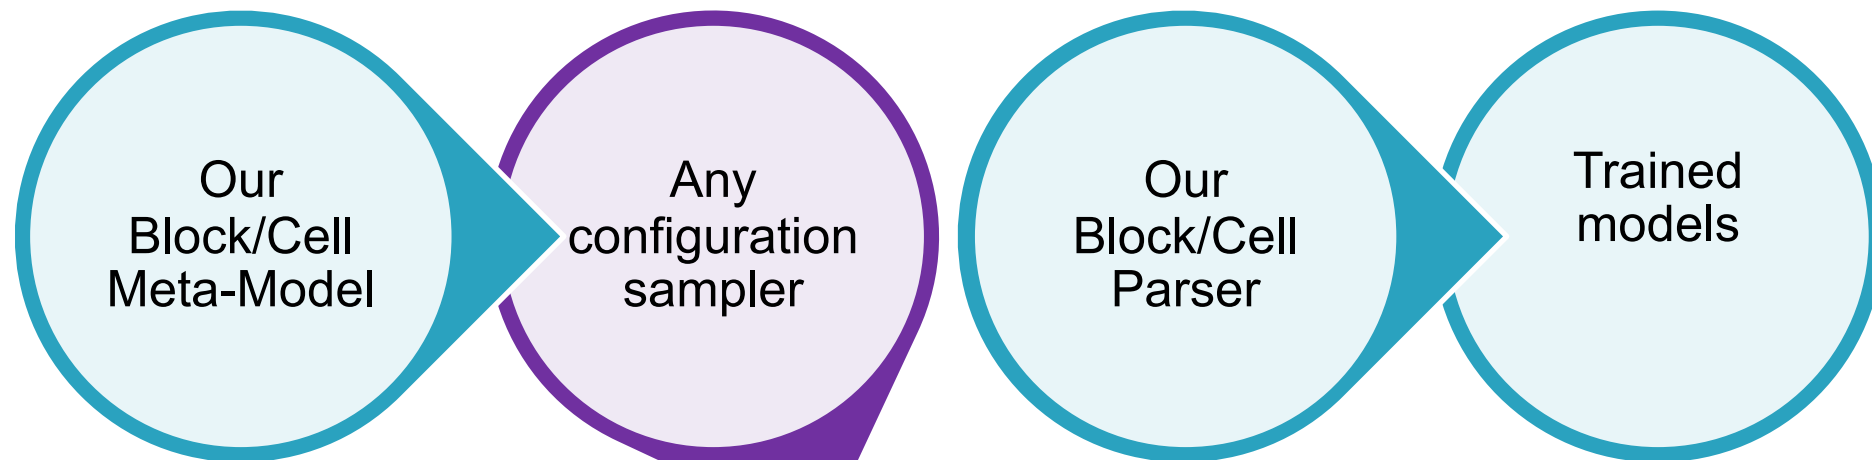 Our
Block/Cell
Meta-Model
Any
configuration
sampler
Our
Block/Cell
Parser
Trained
models